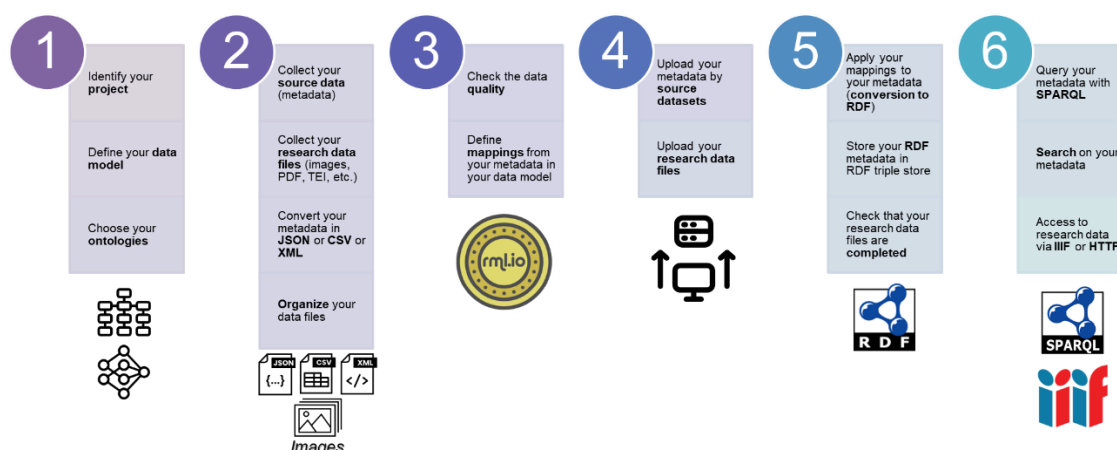 1
Identify your
project
Define your data
model
Choose your
ontologies
2
Collect your
source data
(metadata)
Collect your
research data
files (images,
PDF, TEI, etc.)
Convert your
metadata in
JSON or CSV or
XML
Organize your
data files
JSON
{...}
CSV
XML
</>
Images
3
Check the data
quality
Define
mappings from
your metadata in
your data model
rml.io
4
Upload your
metadata by
source
datasets
Upload your
research data
files
5
Apply your
mappings to
your metadata
(conversion to
RDF)
Store your RDF
metadata in
RDF triple store
Check that your
research data
files are
completed
RDF
6
Query your
metadata with
SPARQL
Search on your
metadata
Access to
research data
via IIIF or HTTP
SPARQL
iiif